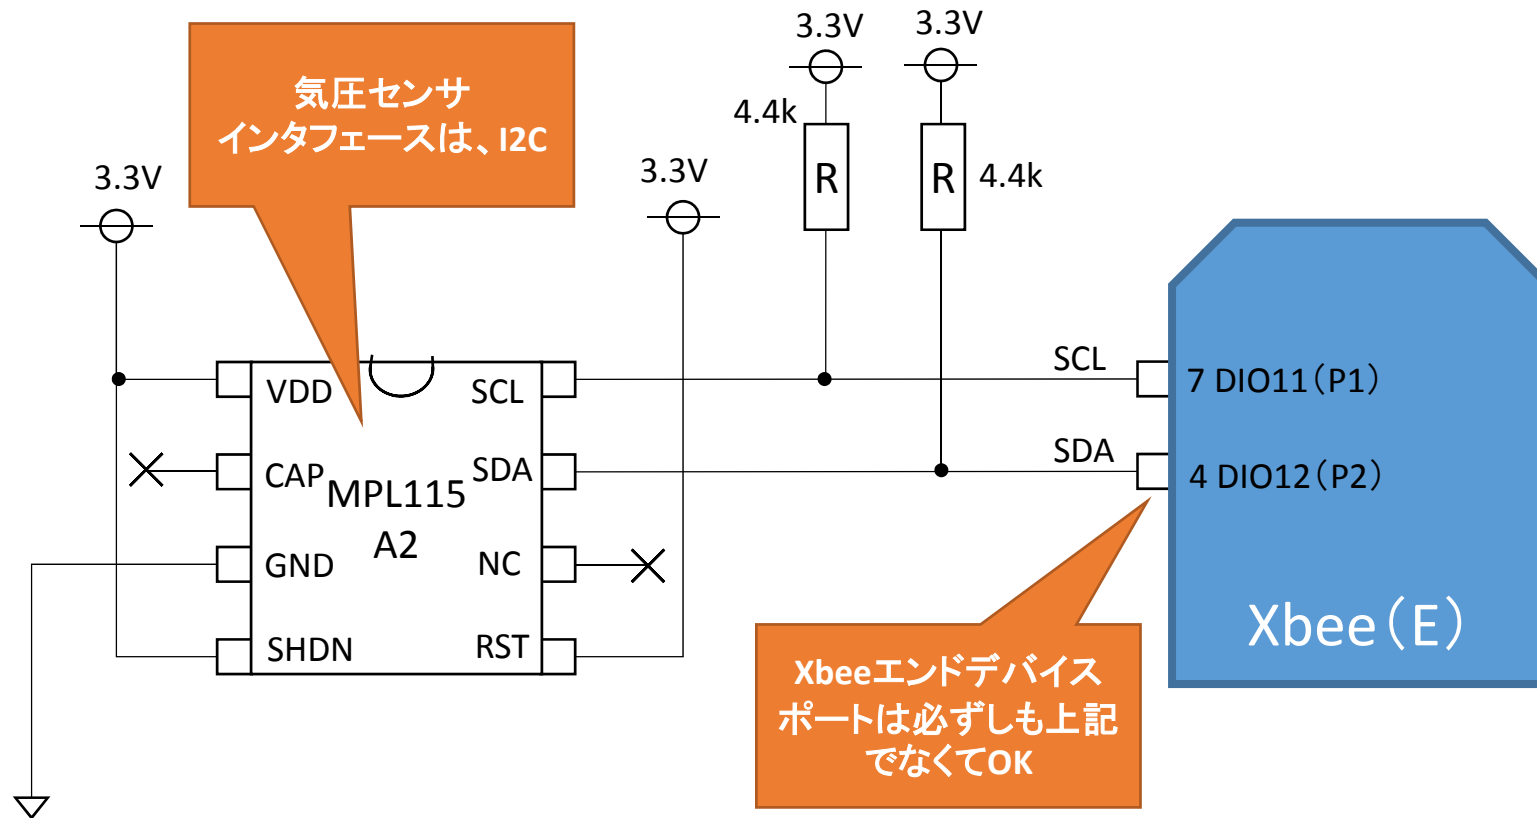 3.3V
3.3V
気圧センサ
インタフェースは、I2C
4.4k
3.3V
3.3V
R
R
4.4k
VDD
SCL
SCL
7 DIO11（P1）
CAP
SDA
SDA
4 DIO12（P2）
MPL115
A2
GND
NC
SHDN
RST
Xbee（E）
Xbeeエンドデバイス
ポートは必ずしも上記
でなくてOK